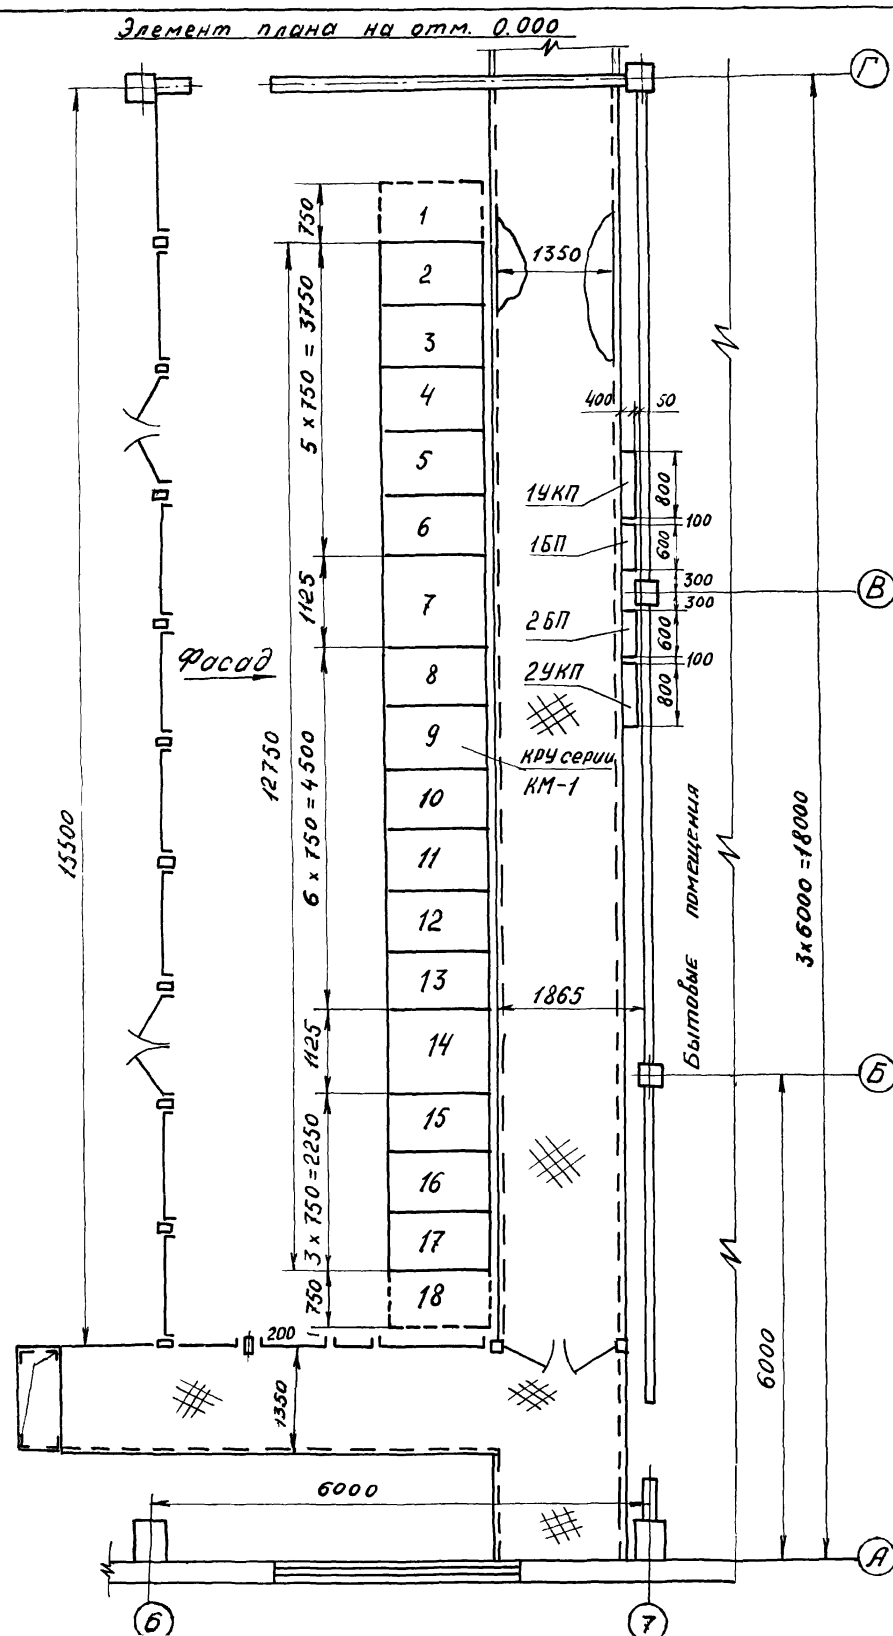 Элемент плана на отм. 0.000
Г
750
1
2
1350
5 x 750 = 3750
3
4
400
50
5
1УКП
800
6
100
1БП
600
300
В
1125
7
300
2БП
600
Фасад
100
8
2УКП
800
9
КРУ серии
КМ-1
12750
15500
6 x 750 = 4500
10
Бытовые помещения
3x6000=18000
11
12
13
1865
1125
14
Б
15
3 x 750 = 2250
16
17
750
18
200
6000
1350
6000
А
6
7